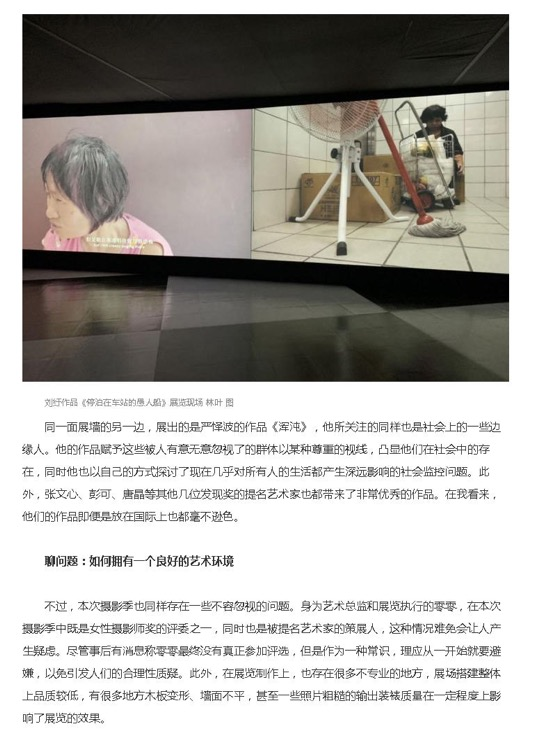 刘纡作品《停泊在车站的愚人船》展览现场 林叶 图
同一面展墙的另一边，展出的是严怿波的作品《浑沌》，他所关注的同样也是社会上的一些边
缘人。他的作品赋予这些被人有意无意忽视了的群体以某种尊重的视线，凸显他们在社会中的存
在，同时他也以自己的方式探讨了现在几乎对所有人的生活都产生深远影响的社会监控问题。此
外，张文心、彭可、唐晶等其他几位发现奖的提名艺术家也都带来了非常优秀的作品。在我看来，
他们的作品即便是放在国际上也都毫不逊色。
聊问题：如何拥有一个良好的艺术环境
不过，本次摄影季也同样存在一些不容忽视的问题。身为艺术总监和展览执行的零零，在本次
摄影季中既是女性摄影师奖的评委之一，同时也是被提名艺术家的策展人，这种情况难免会让人产
生疑虑。尽管事后有消息称零零最终没有真正参加评选，但是作为一种常识，理应从一开始就要避
嫌，以免引发人们的合理性质疑。此外，在展览制作上，也存在很多不专业的地方，展场搭建整体
上品质较低，有很多地方木板变形、墙面不平，甚至一些照片粗糙的输出装裱质量在一定程度上影
响了展览的效果。